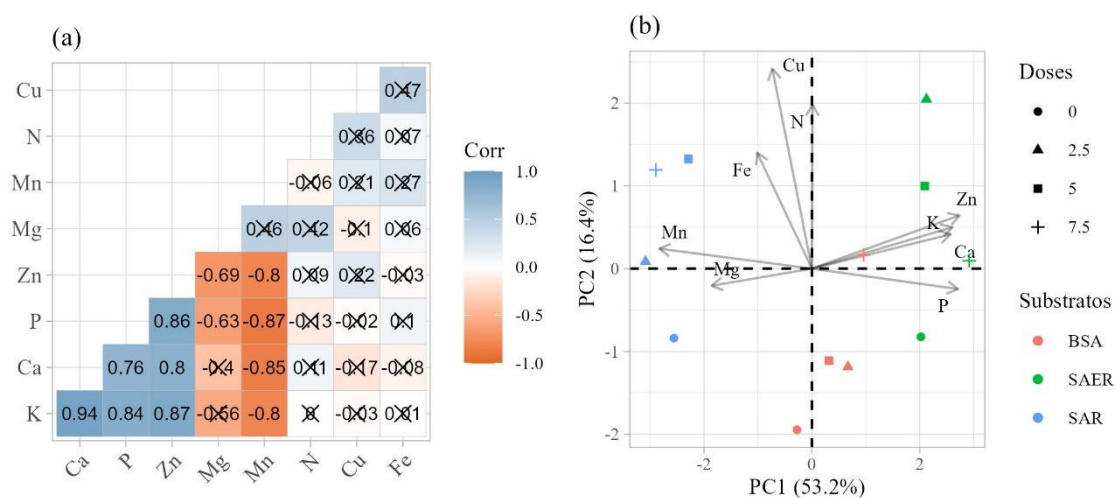 (a)
Cu 0.47
N 0.36 0.07
Mn -0.06 0.21 0.27
Mg 0.46 0.42 -0.1 0.06
Zn -0.69 -0.8 0.09 0.22 -0.03
P 0.86 -0.63 -0.87 -0.13 -0.02 0.1
Ca 0.76 0.8 -0.4 -0.85 0.11 -0.17 -0.08
K 0.94 0.84 0.87 -0.56 -0.8 0 -0.03 0.01
Ca P Zn Mg Mn N Cu Fe
Corr
1.0
0.5
0.0
-0.5
-1.0
(b)
PC2 (16.4%)
2
1
0
-1
-2
Cu
N
Fe
Zn
K
Mn
Ca
Mg
P
-2 0 2
PC1 (53.2%)
Doses
0
2.5
5
7.5
Substratos
BSA
SAER
SAR